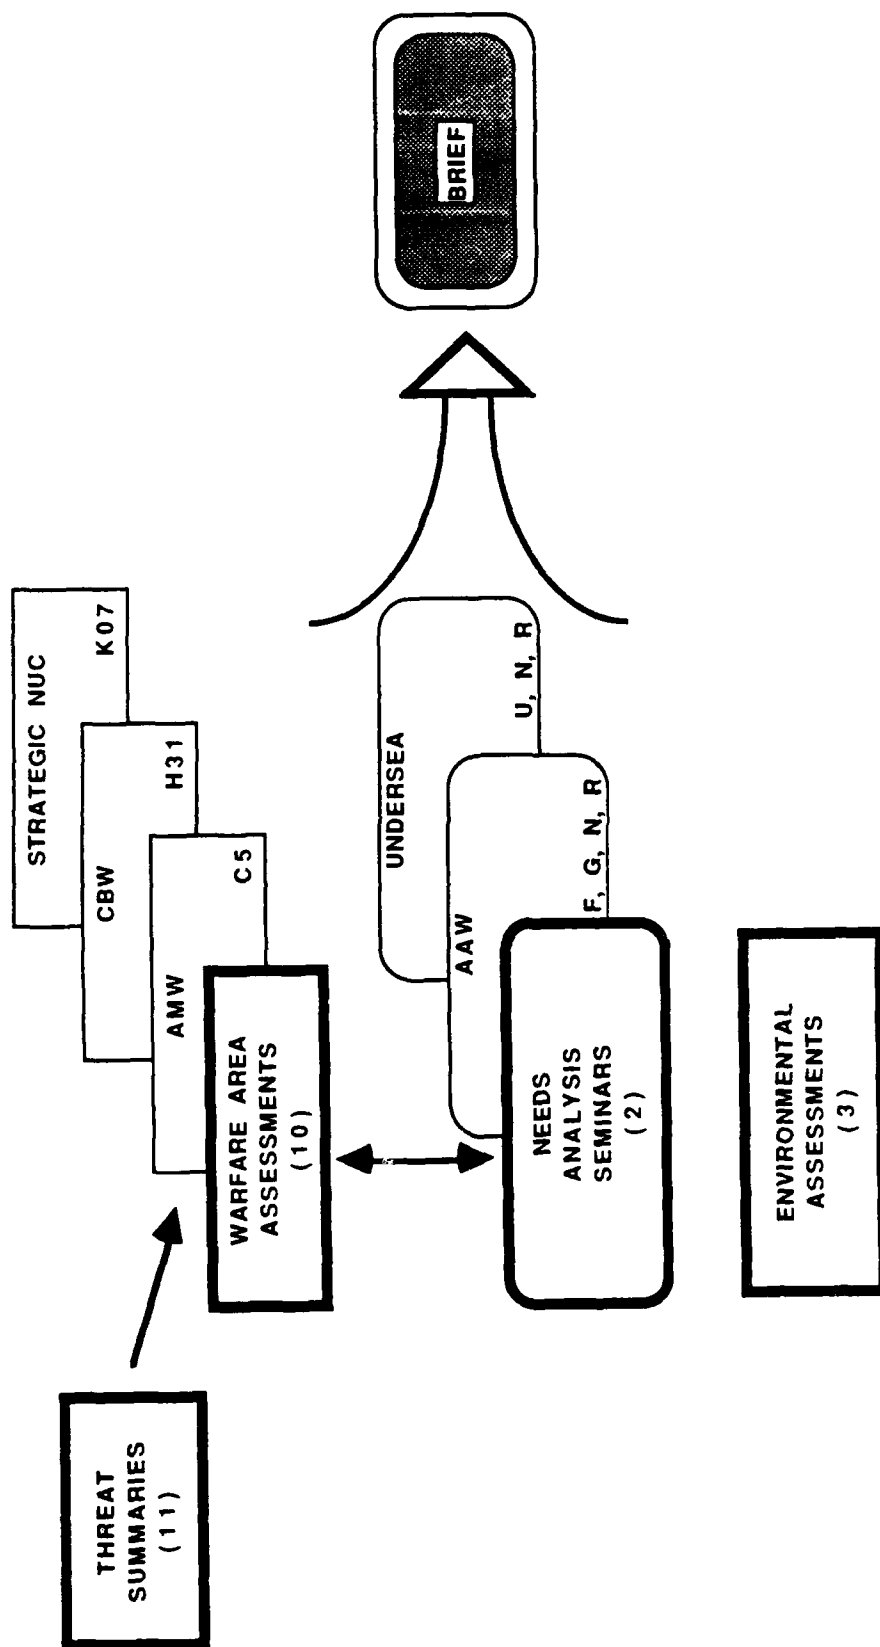 THREAT
SUMMARIES
(11)
STRATEGIC NUC
K07
CBW
H31
AMW
C5
WARFARE AREA
ASSESSMENTS
(10)
UNDERSEA
U, N, R
AAW
F, G, N, R
NEEDS
ANALYSIS
SEMINARS
(2)
ENVIRONMENTAL
ASSESSMENTS
(3)
BRIEF